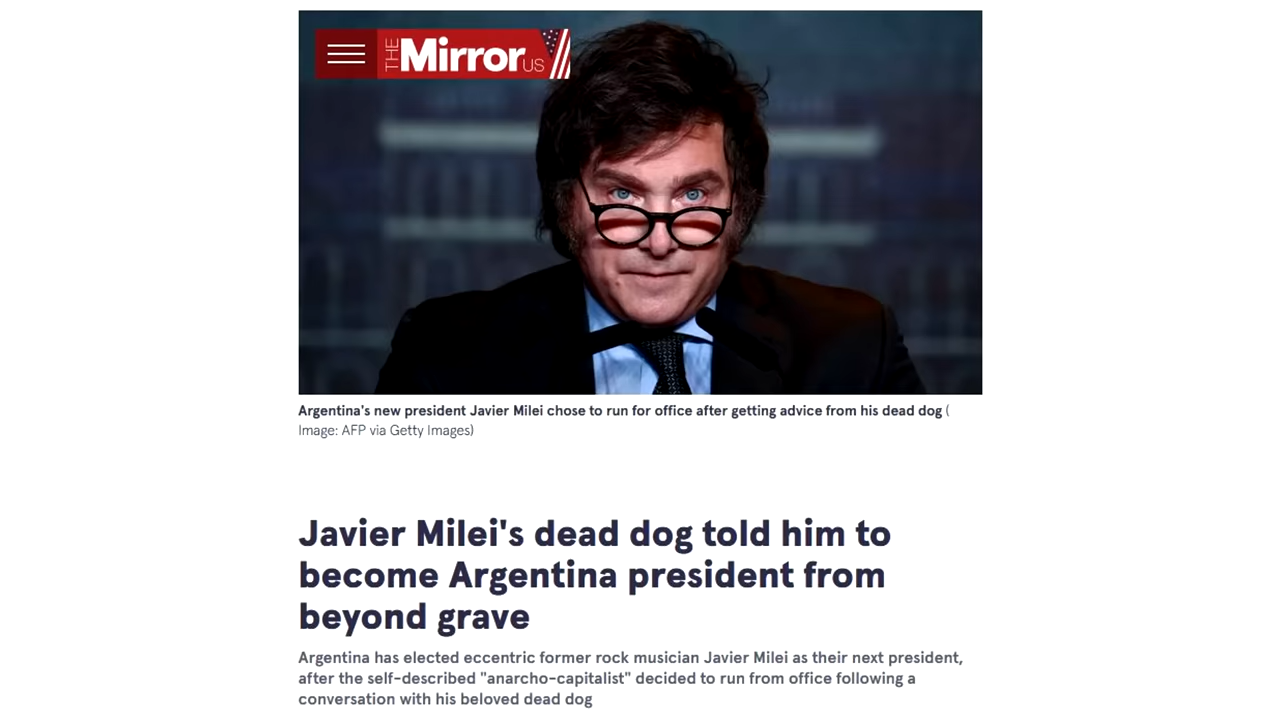 THE Mirror US
Argentina's new president Javier Milei chose to run for office after getting advice from his dead dog (
Image: AFP via Getty Images)
Javier Milei's dead dog told him to
become Argentina president from
beyond grave
Argentina has elected eccentric former rock musician Javier Milei as their next president,
after the self-described "anarcho-capitalist" decided to run from office following a
conversation with his beloved dead dog